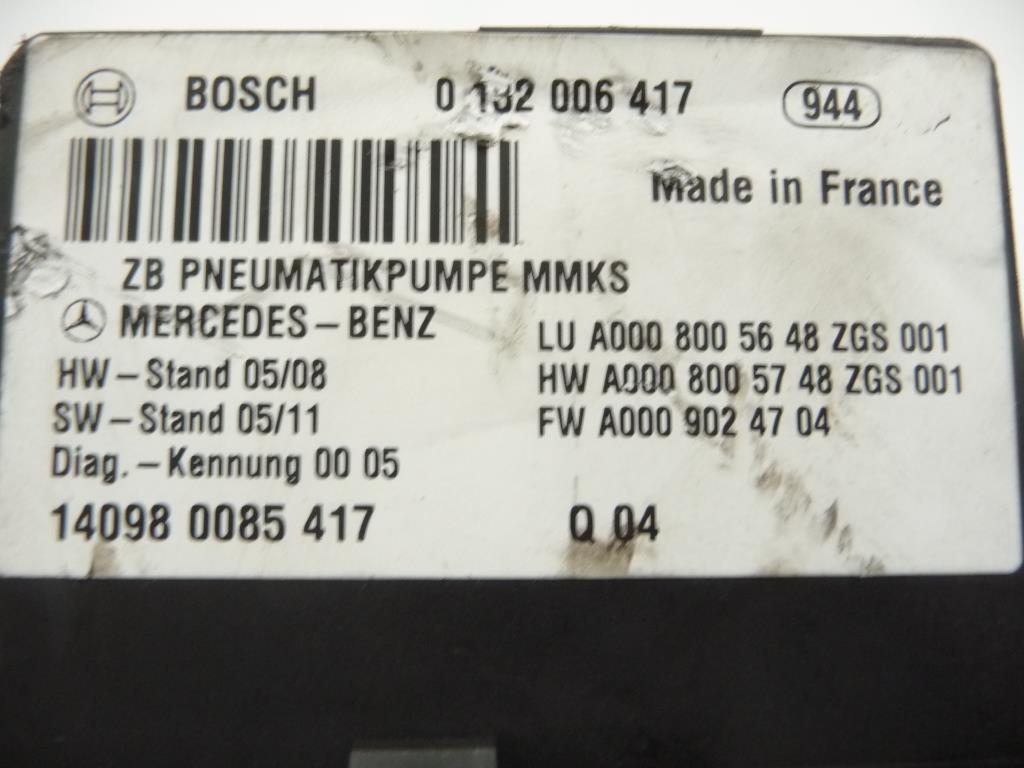 BOSCH 0 132 006 417 944
Made in France
ZB PNEUMATIKPUMPE MMKS
MERCEDES-BENZ
LU A000 800 56 48 ZGS 001
HW-Stand 05/08
HW A000 800 57 48 ZGS 001
SW-Stand 05/11
FW A000 902 47 04
Diag.-Kennung 00 05
14098 0085 417 Q 04